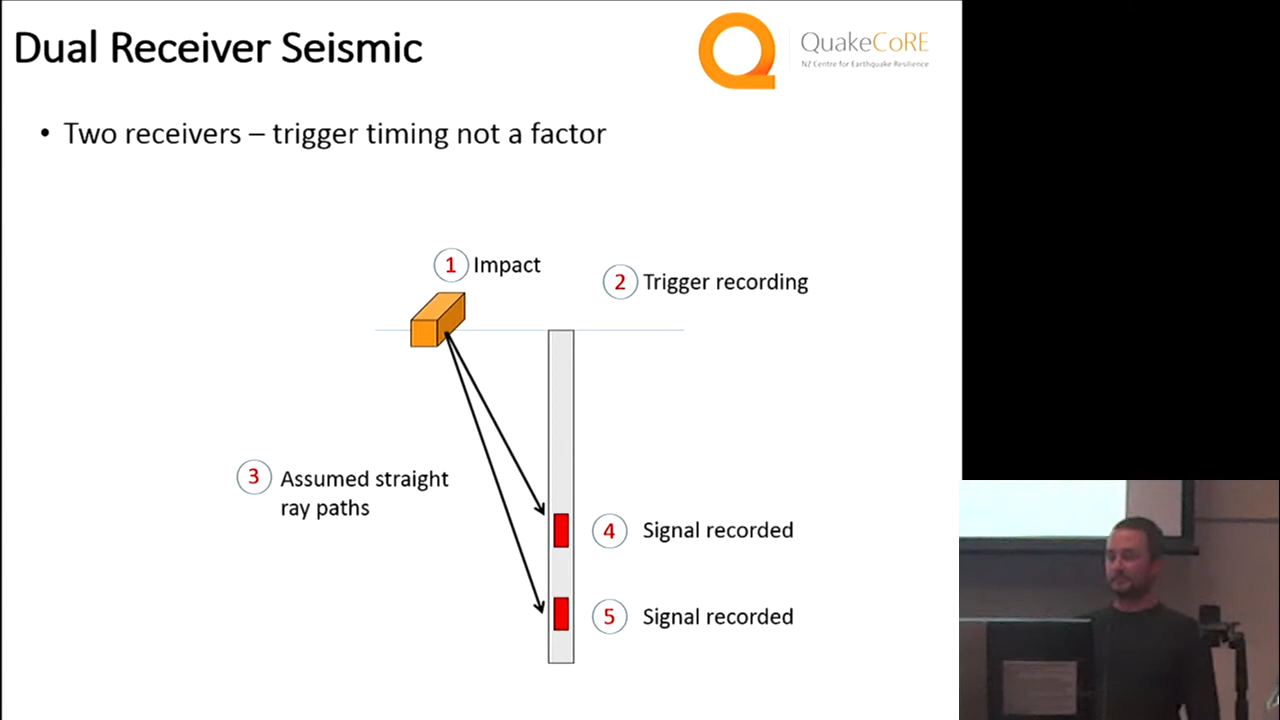 Dual Receiver Seismic
QuakeCoRE
NZ Centre for Earthquake Resilience
• Two receivers – trigger timing not a factor
1 Impact
2 Trigger recording
3 Assumed straight
ray paths
4 Signal recorded
5 Signal recorded